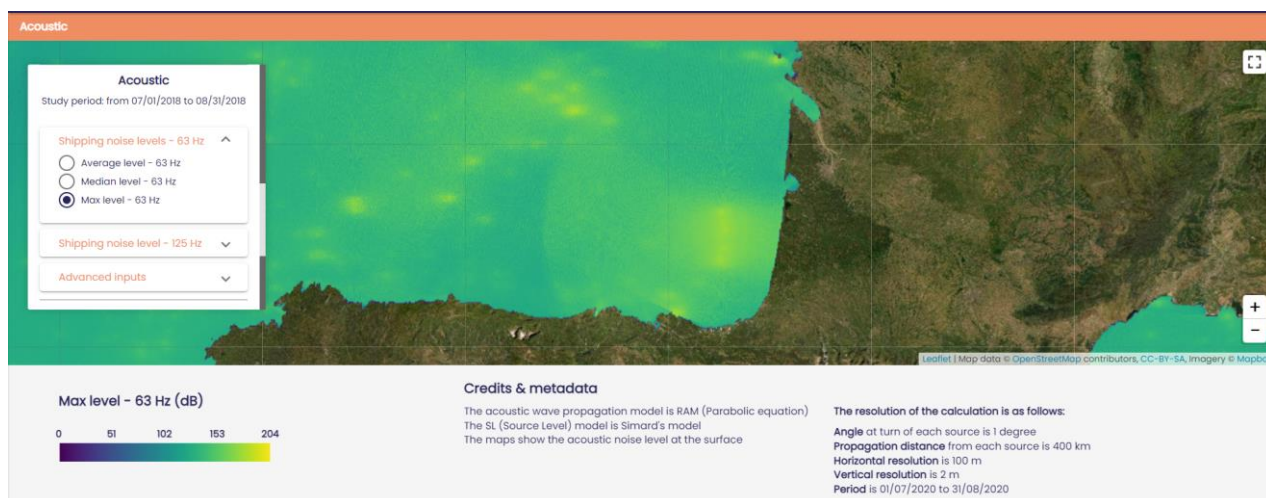 Acoustic
Acoustic
Study period: from 07/01/2018 to 08/31/2018
Shipping noise levels - 63 Hz
Average level - 63 Hz
Median level - 63 Hz
Max level - 63 Hz
Shipping noise level - 125 Hz
Advanced inputs
+
−
Leaflet | Map data © OpenStreetMap contributors, CC-BY-SA, Imagery © Mapbo
Max level - 63 Hz (dB)
0 51 102 153 204
Credits & metadata
The acoustic wave propagation model is RAM (Parabolic equation)
The SL (Source Level) model is Simard's model
The maps show the acoustic noise level at the surface
The resolution of the calculation is as follows:
Angle at turn of each source is 1 degree
Propagation distance from each source is 400 km
Horizontal resolution is 100 m
Vertical resolution is 2 m
Period is 01/07/2020 to 31/08/2020